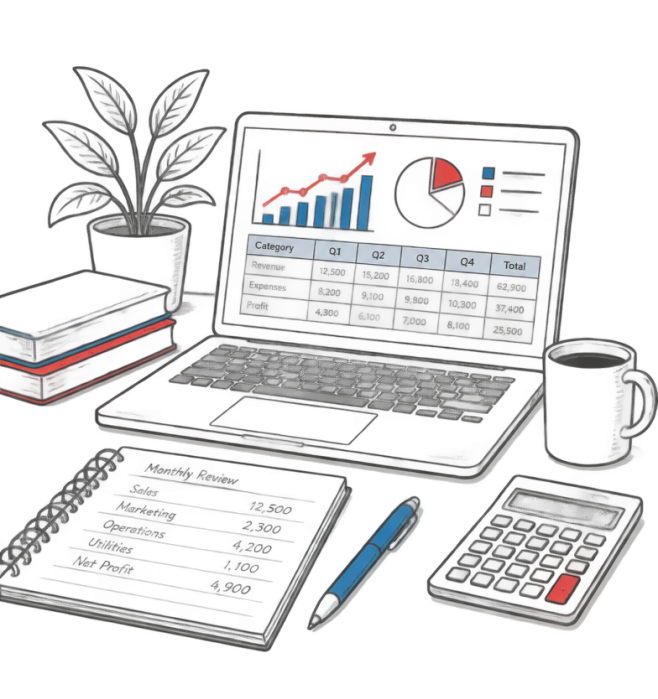 Category Q1 Q2 Q3 Q4 Total
Revenue 12,500 15,200 16,800 18,400 62,900
Expenses 8,200 9,100 9,800 10,300 37,400
Profit 4,300 6,100 7,000 8,100 25,500
Monthly Review
Sales 12,500
Marketing 2,300
Operations 4,200
Utilities 1,100
Net Profit 4,900